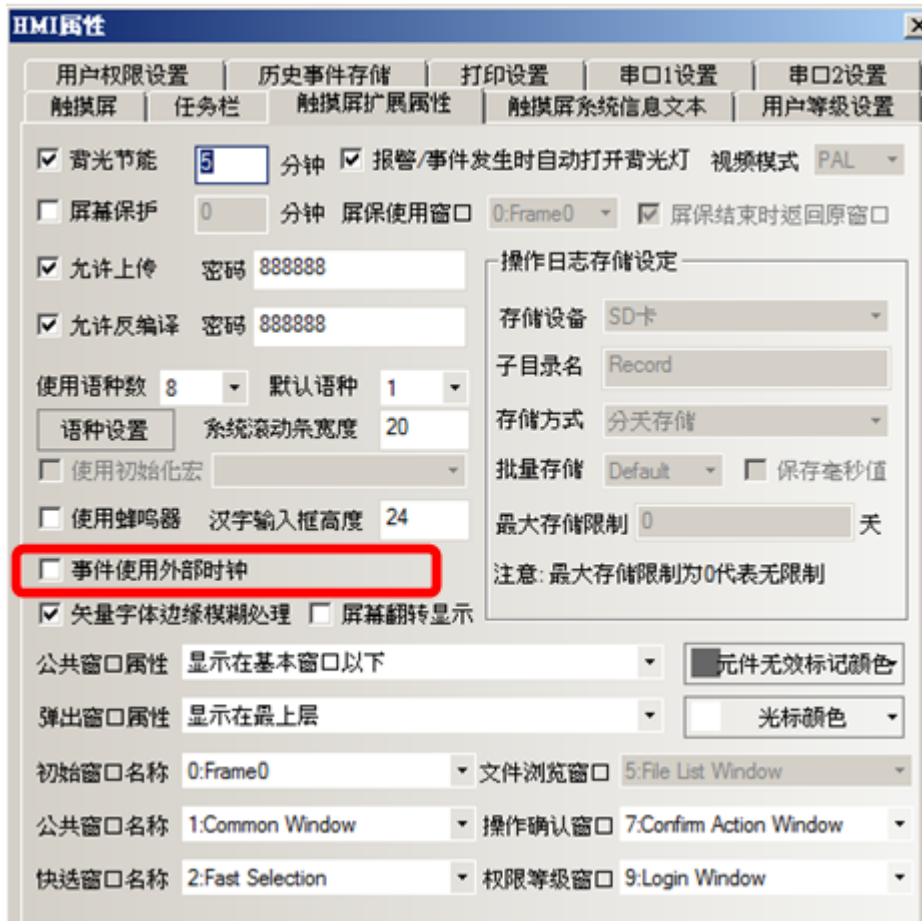 HMI属性
用户权限设置 历史事件存储 打印设置 串口1设置 串口2设置
触摸屏 任务栏 触摸屏扩展属性 触摸屏系统信息文本 用户等级设置
背光节能 5 分钟 报警/事件发生时自动打开背光灯 视频模式 PAL
屏幕保护 0 分钟 屏保使用窗口 0:Frame0 屏保结束时返回原窗口
允许上传 密码 888888
允许反编译 密码 888888
使用语种数 8 默认语种 1
语种设置 系统滚动条宽度 20
使用初始化宏
使用蜂鸣器 汉字输入框高度 24
事件使用外部时钟
矢量字体边缘模糊处理 屏幕翻转显示
操作日志存储设定
存储设备 SD卡
子目录名 Record
存储方式 分天存储
批量存储 Default 保存毫秒值
最大存储限制 0 天
注意: 最大存储限制为0代表无限制
公共窗口属性 显示在基本窗口以下 元件无效标记颜色
弹出窗口属性 显示在最上层 光标颜色
初始窗口名称 0:Frame0 文件浏览窗口 5:File List Window
公共窗口名称 1:Common Window 操作确认窗口 7:Confirm Action Window
快选窗口名称 2:Fast Selection 权限等级窗口 9:Login Window